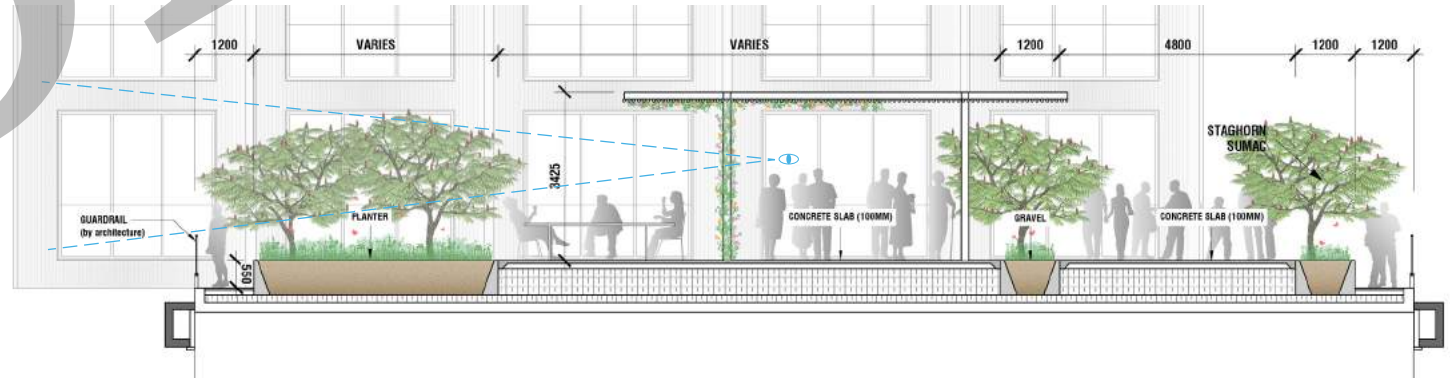 1200
VARIES
VARIES
1200
4800
1200
1200
STAGHORN
SUMAC
3425
GUARDRAIL
(by architecture)
PLANTER
CONCRETE SLAB (100MM)
GRAVEL
CONCRETE SLAB (100MM)
550